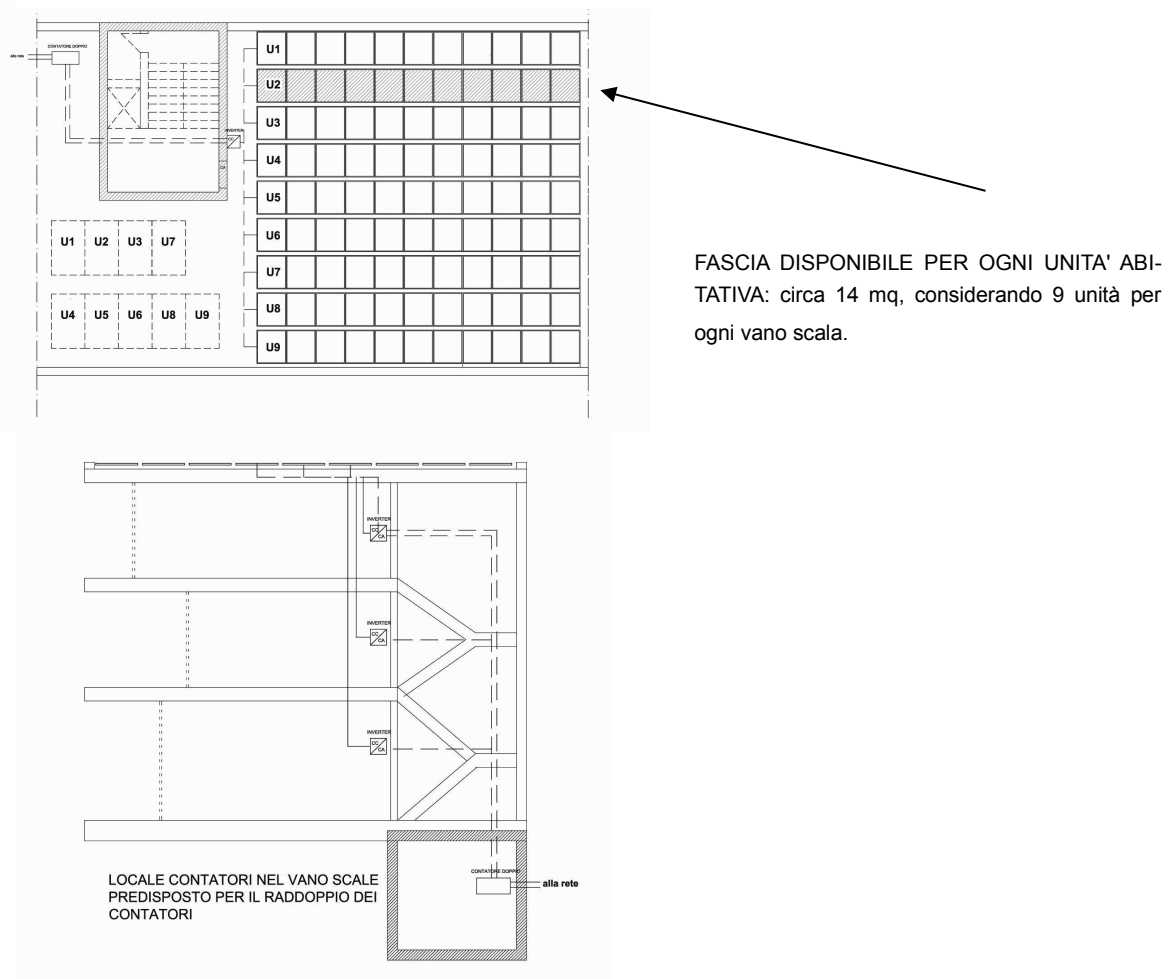 CONTATORE DOPPIO
alla rete
U1
U2
U3
INVERTER
CC
CA
U4
U5
U6
U7
U8
U9
U1 U2 U3 U7
U4 U5 U6 U8 U9
FASCIA DISPONIBILE PER OGNI UNITA' ABI-
TATIVA: circa 14 mq, considerando 9 unità per
ogni vano scala.
INVERTER
CC
CA
INVERTER
CC
CA
INVERTER
CC
CA
LOCALE CONTATORI NEL VANO SCALE
PREDISPOSTO PER IL RADDOPPIO DEI
CONTATORI
CONTATORE DOPPIO
alla rete